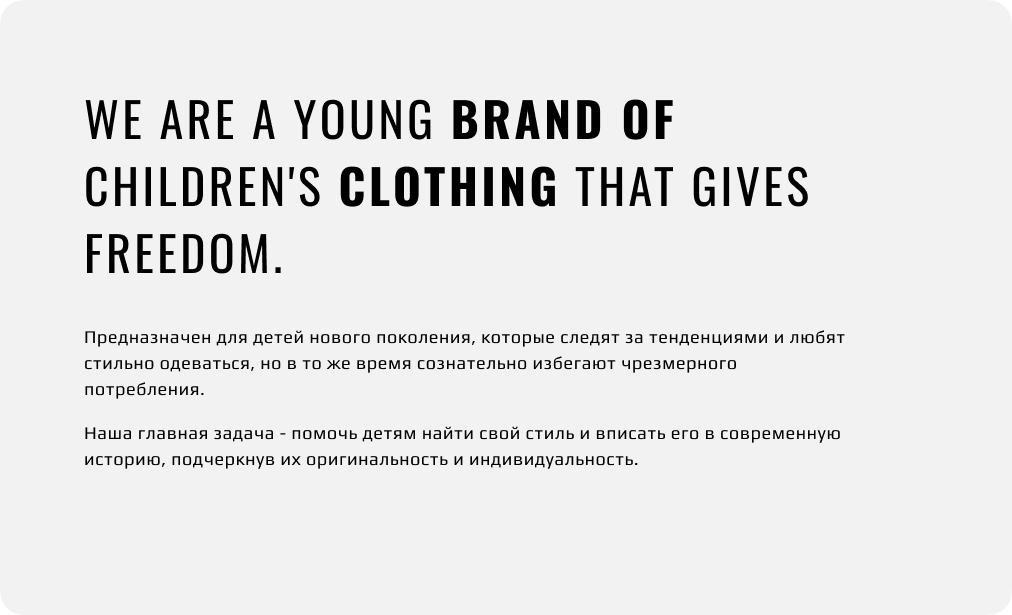 WE ARE A YOUNG BRAND OF
CHILDREN'S CLOTHING THAT GIVES
FREEDOM.
Предназначен для детей нового поколения, которые следят за тенденциями и любят
стильно одеваться, но в то же время сознательно избегают чрезмерного
потребления.
Наша главная задача - помочь детям найти свой стиль и вписать его в современную
историю, подчеркнув их оригинальность и индивидуальность.